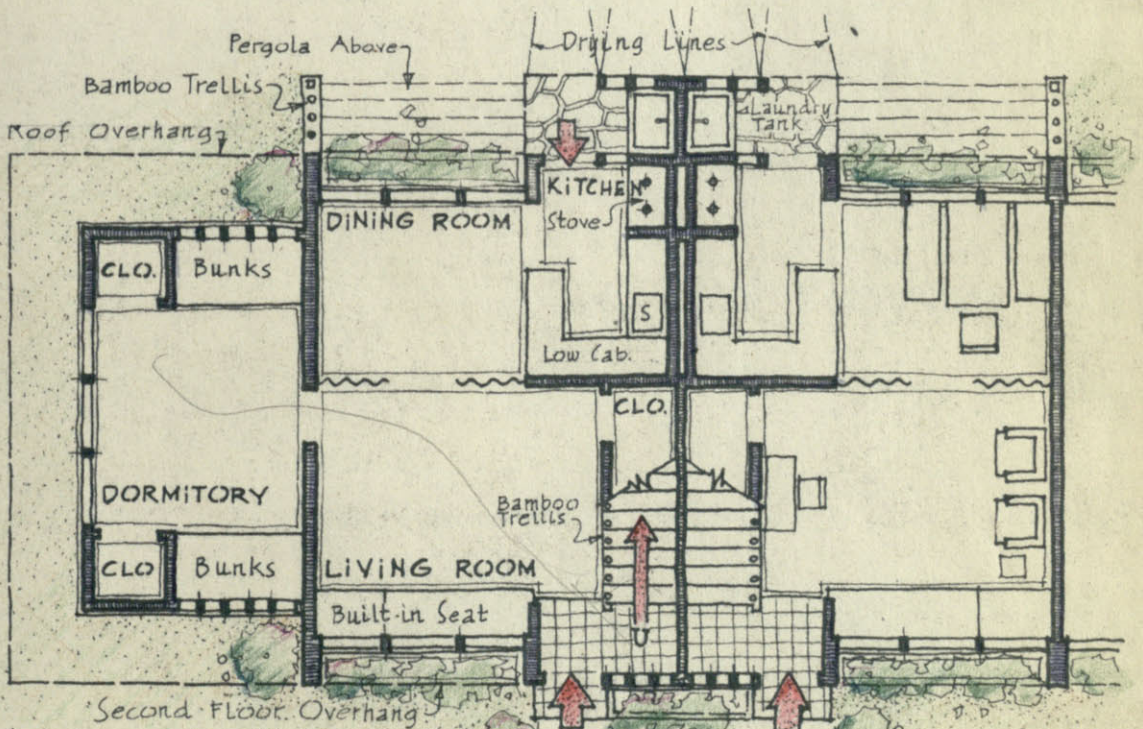 Pergola Above
Drying Lines
Bamboo Trellis
Laundry
Tank
Roof Overhang
KiTCHEN
DiNiNG ROOM
Stove
CLO.
Bunks
S
Low Cab.
CLO.
DORMiTORY
Bamboo
Trellis
CLO
Bunks
LiViNG ROOM
Built-in Seat
U
Second Floor Overhang